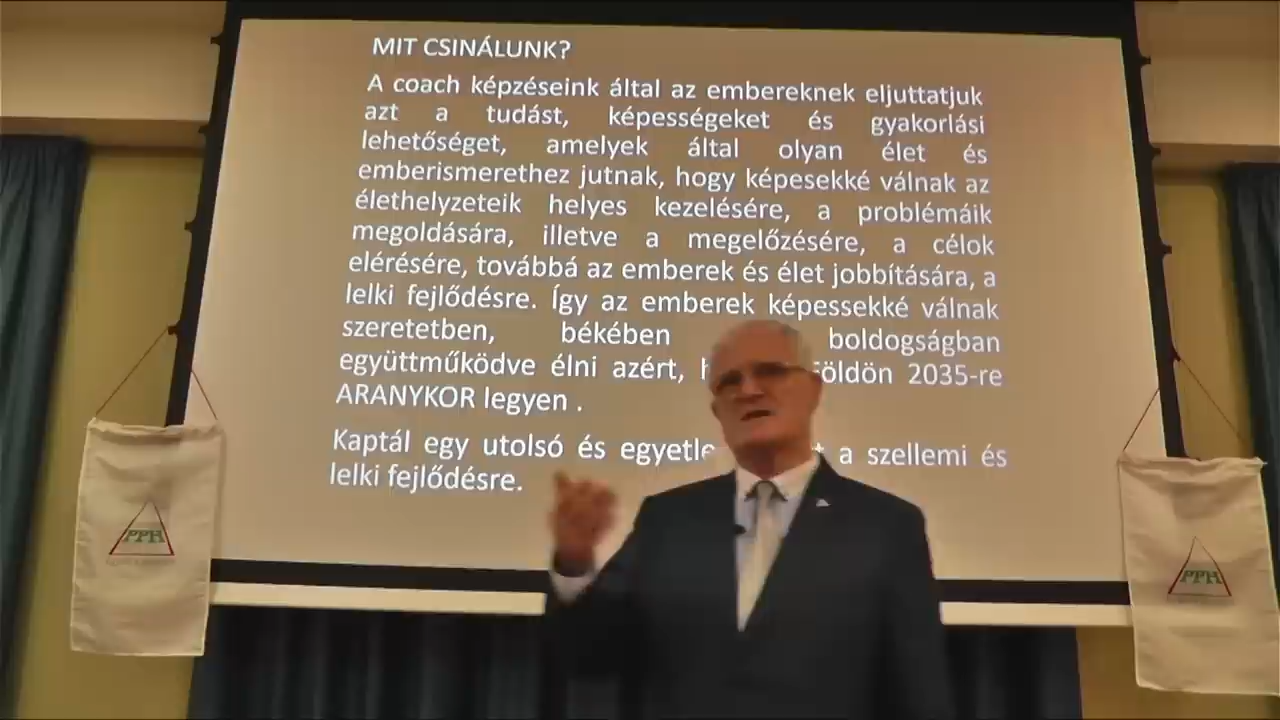 MIT CSINÁLUNK?
A coach képzéseink által az embereknek eljuttatjuk
azt a tudást, képességeket és gyakorlási
lehetőséget, amelyek által olyan élet és
emberismerethez jutnak, hogy képesekké válnak az
élethelyzeteik helyes kezelésére, a problémáik
megoldására, illetve a megelőzésére, a célok
elérésére, továbbá az emberek és élet jobbítására, a
lelki fejlődésre. Így az emberek képessekké válnak
szeretetben, békében boldogságban
együttműködve élni azért, 2035-re
ARANYKOR legyen .
Kaptál egy utolsó és a szellemi és
lelki fejlődésre.
PPH
PPH